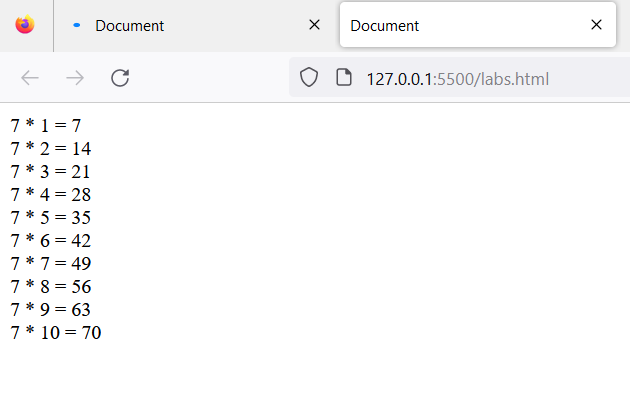 Document
Document
127.0.0.1:5500/labs.html
7 * 1 = 7
7 * 2 = 14
7 * 3 = 21
7 * 4 = 28
7 * 5 = 35
7 * 6 = 42
7 * 7 = 49
7 * 8 = 56
7 * 9 = 63
7 * 10 = 70